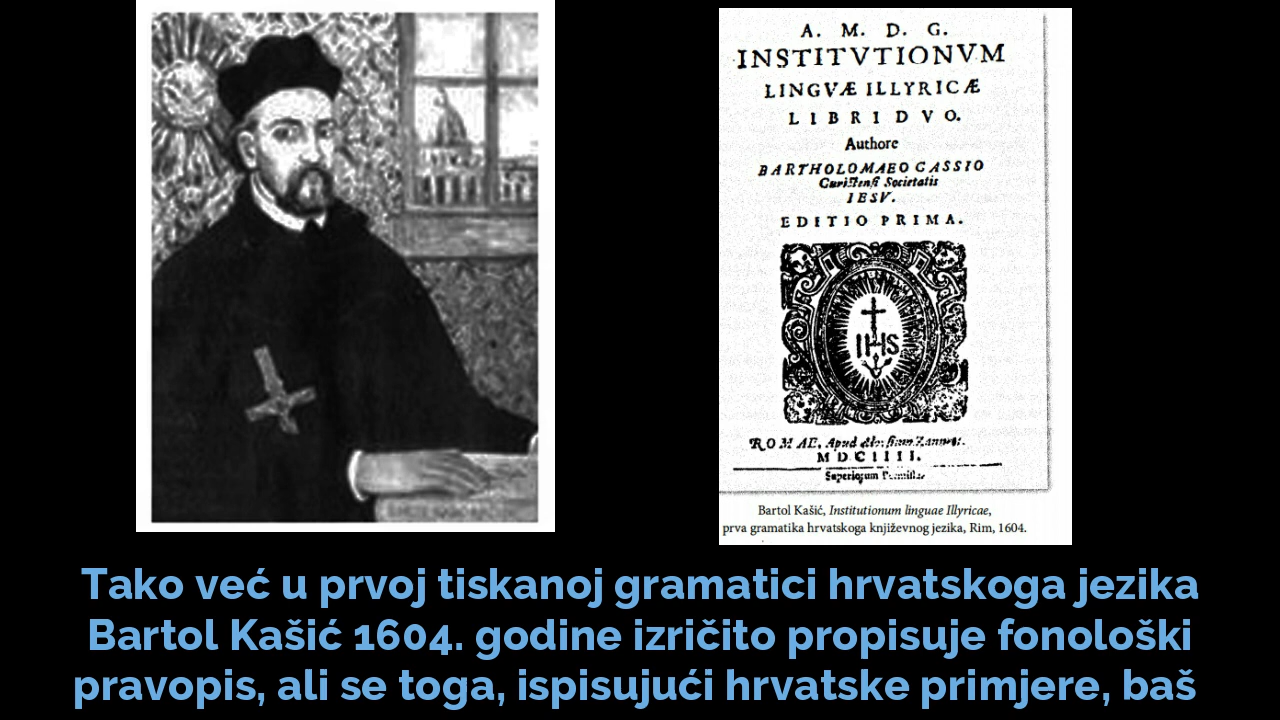 A. M. D. G.
INSTITVTIONVM
LINGVÆ ILLYRICÆ
LIBRI DVO.
Authore
BARTHOLOMAEO CASSIO
Societatis
IESV.
EDITIO PRIMA.
IHS
ROMAE, Apud
MDCIIII.
Bartol Kašić, Institutionum linguae Illyricae,
prva gramatika hrvatskoga književnog jezika, Rim, 1604.
Tako već u prvoj tiskanoj gramatici hrvatskoga jezika
Bartol Kašić 1604. godine izričito propisuje fonološki
pravopis, ali se toga, ispisujući hrvatske primjere, baš